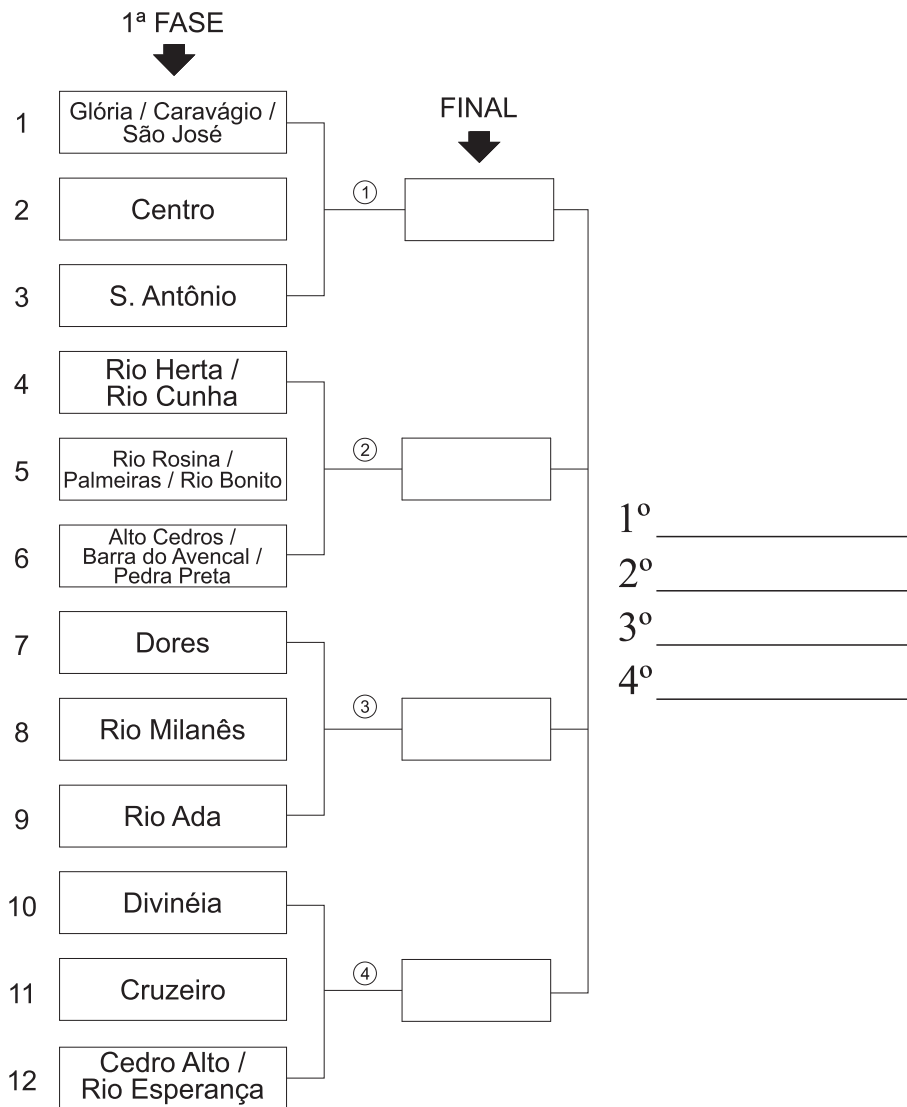 1ª FASE
FINAL
1
Glória / Caravágio /
São José
2
Centro
3
S. Antônio
①
4
Rio Herta /
Rio Cunha
5
Rio Rosina /
Palmeiras / Rio Bonito
6
Alto Cedros /
Barra do Avencal /
Pedra Preta
②
7
Dores
8
Rio Milanês
9
Rio Ada
③
10
Divinéia
11
Cruzeiro
12
Cedro Alto /
Rio Esperança
④
1º
2º
3º
4º